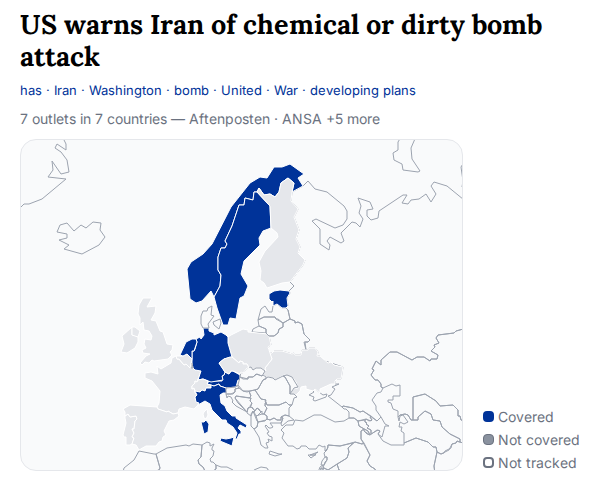 US warns Iran of chemical or dirty bomb
attack
has · Iran · Washington · bomb · United · War · developing plans
7 outlets in 7 countries — Aftenposten · ANSA +5 more
Covered
Not covered
Not tracked